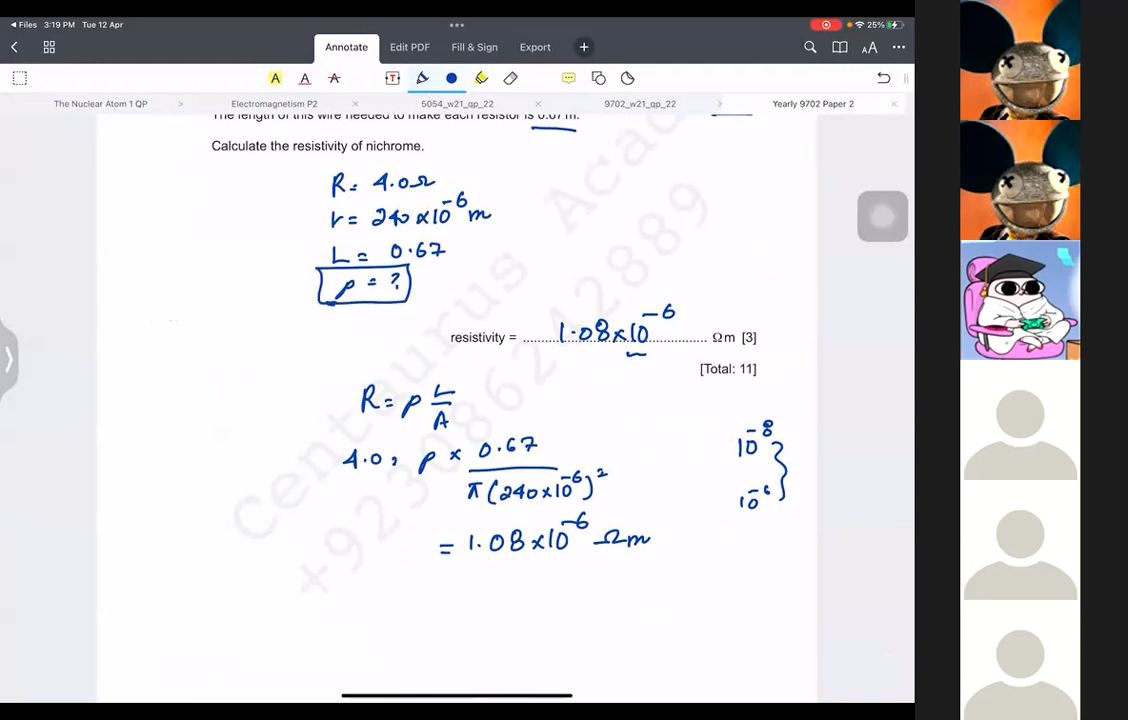 Files 3:19 PM Tue 12 Apr
25%
Annotate Edit PDF Fill & Sign Export
The Nuclear Atom 1 QP Electromagnetism P2 5054_w21_qp_22 9702_w21_qp_22 Yearly 9702 Paper 2
The length of this wire needed to make each resistor is 0.67 m.
Calculate the resistivity of nichrome.
R = 4.0Ω
r = 240 × 10⁻⁶ m
L = 0.67
ρ = ?
resistivity = 1.08 × 10⁻⁶ Ω m [3]
[Total: 11]
R = ρ L/A
4.0 = ρ × 0.67/π(240×10⁻⁶)²
= 1.08 × 10⁻⁶ Ωm
10⁻⁸
10⁻⁶
Centaurus Acad
+923308624 2889